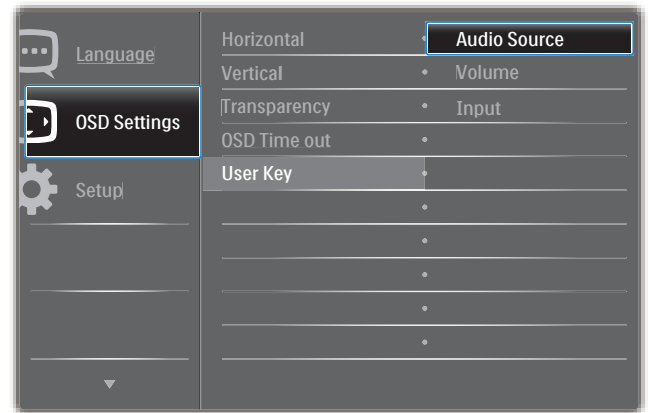 Language
OSD Settings
Setup
Horizontal
Vertical
Transparency
OSD Time out
User Key
Audio Source
Volume
Input